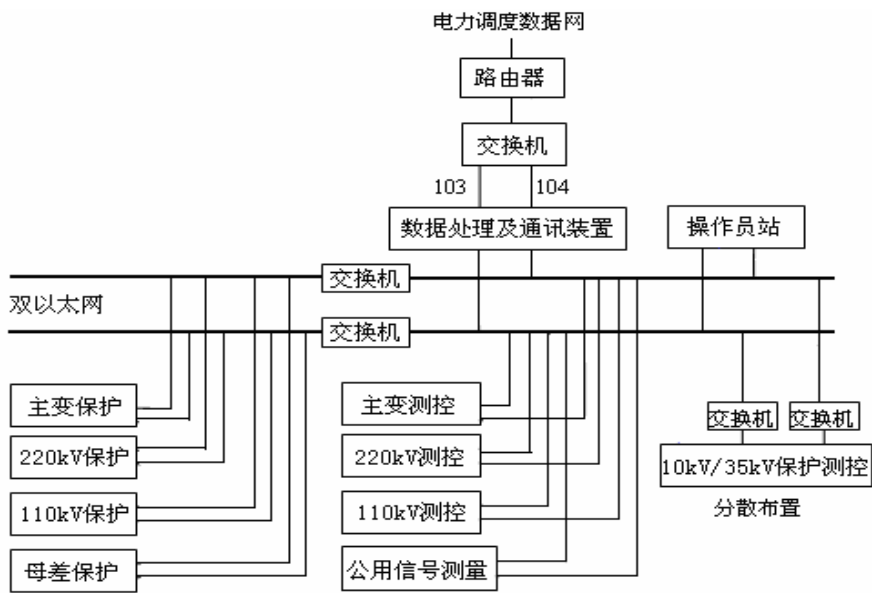 电力调度数据网
路由器
交换机
103
104
数据处理及通讯装置
操作员站
交换机
双以太网
交换机
主变保护
主变测控
交换机
交换机
220kV保护
220kV测控
10kV/35kV保护测控
110kV保护
110kV测控
分散布置
母差保护
公用信号测量